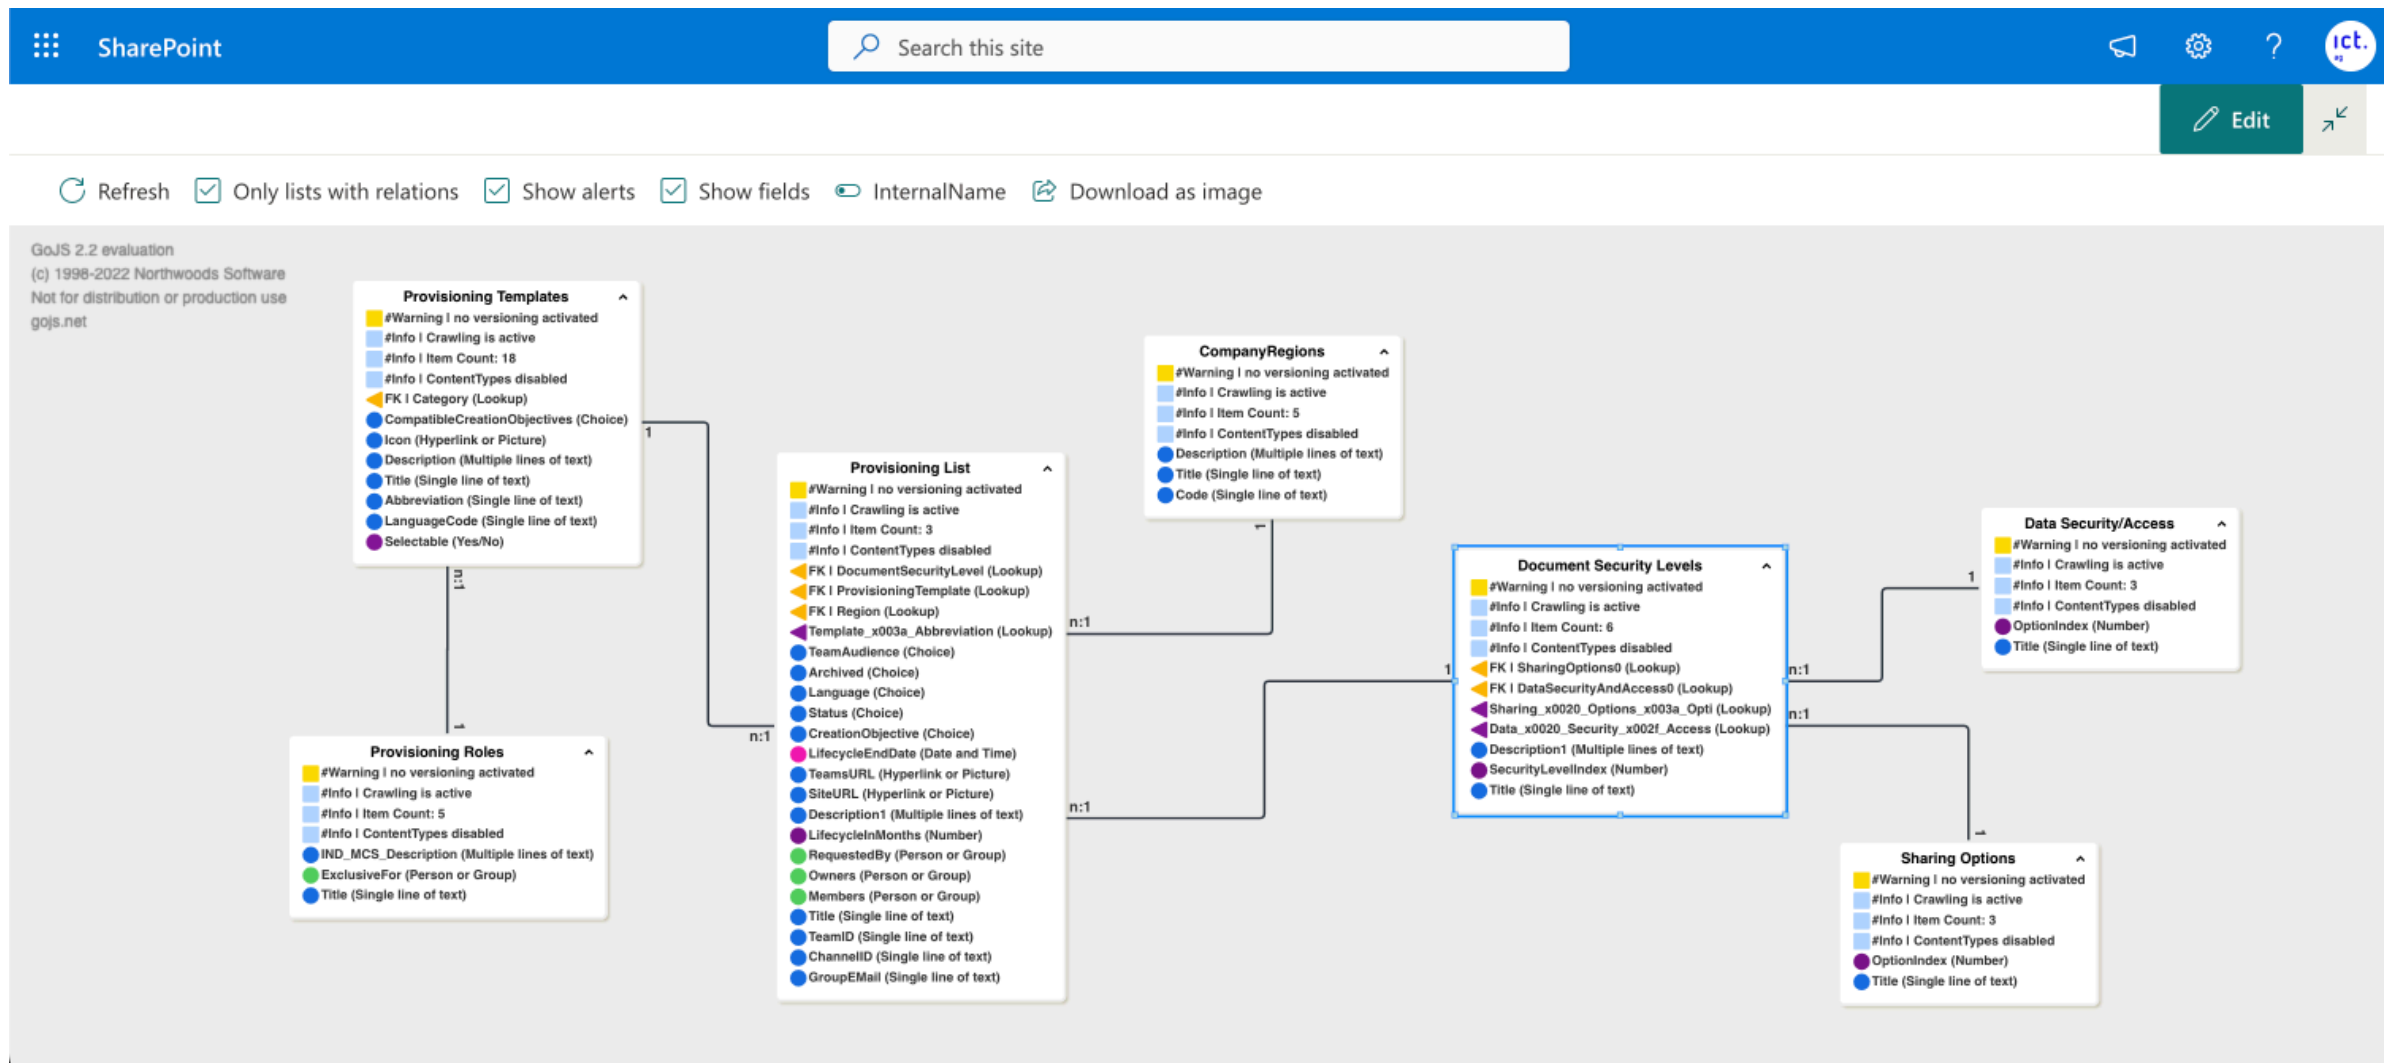 SharePoint
Search this site
ict.
ag
Edit
Refresh
Only lists with relations
Show alerts
Show fields
InternalName
Download as image
GoJS 2.2 evaluation
(c) 1998-2022 Northwoods Software
Not for distribution or production use
gojs.net
Provisioning Templates
#Warning | no versioning activated
#Info | Crawling is active
#Info | Item Count: 18
#Info | ContentTypes disabled
FK | Category (Lookup)
CompatibleCreationObjectives (Choice)
Icon (Hyperlink or Picture)
Description (Multiple lines of text)
Title (Single line of text)
Abbreviation (Single line of text)
LanguageCode (Single line of text)
Selectable (Yes/No)
1
n:1
n:1
1
Provisioning Roles
#Warning | no versioning activated
#Info | Crawling is active
#Info | Item Count: 5
#Info | ContentTypes disabled
IND_MCS_Description (Multiple lines of text)
ExclusiveFor (Person or Group)
Title (Single line of text)
Provisioning List
#Warning | no versioning activated
#Info | Crawling is active
#Info | Item Count: 3
#Info | ContentTypes disabled
FK | DocumentSecurityLevel (Lookup)
FK | ProvisioningTemplate (Lookup)
FK | Region (Lookup)
Template_x003a_Abbreviation (Lookup)
TeamAudience (Choice)
Archived (Choice)
Language (Choice)
Status (Choice)
CreationObjective (Choice)
LifecycleEndDate (Date and Time)
TeamsURL (Hyperlink or Picture)
SiteURL (Hyperlink or Picture)
Description1 (Multiple lines of text)
LifecycleInMonths (Number)
RequestedBy (Person or Group)
Owners (Person or Group)
Members (Person or Group)
Title (Single line of text)
TeamID (Single line of text)
ChannelID (Single line of text)
GroupEMail (Single line of text)
n:1
n:1
CompanyRegions
#Warning | no versioning activated
#Info | Crawling is active
#Info | Item Count: 5
#Info | ContentTypes disabled
Description (Multiple lines of text)
Title (Single line of text)
Code (Single line of text)
1
1
Document Security Levels
#Warning | no versioning activated
#Info | Crawling is active
#Info | Item Count: 6
#Info | ContentTypes disabled
FK | SharingOptions0 (Lookup)
FK | DataSecurityAndAccess0 (Lookup)
Sharing_x0020_Options_x003a_Opti (Lookup)
Data_x0020_Security_x002f_Access (Lookup)
Description1 (Multiple lines of text)
SecurityLevelIndex (Number)
Title (Single line of text)
n:1
n:1
1
Data Security/Access
#Warning | no versioning activated
#Info | Crawling is active
#Info | Item Count: 3
#Info | ContentTypes disabled
OptionIndex (Number)
Title (Single line of text)
1
Sharing Options
#Warning | no versioning activated
#Info | Crawling is active
#Info | Item Count: 3
#Info | ContentTypes disabled
OptionIndex (Number)
Title (Single line of text)